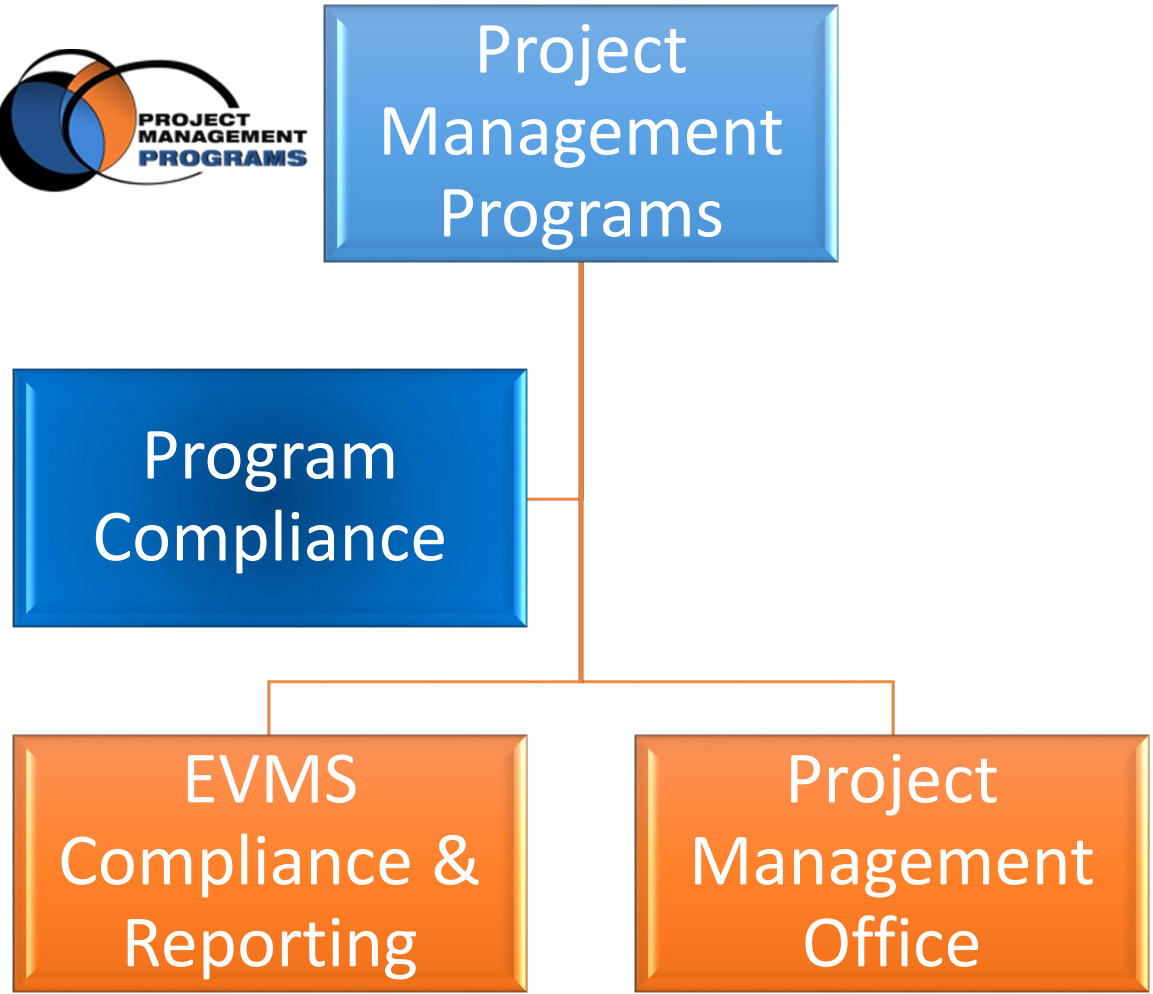 PROJECT
MANAGEMENT
PROGRAMS
Project
Management
Programs
Program
Compliance
EVMS
Compliance &
Reporting
Project
Management
Office